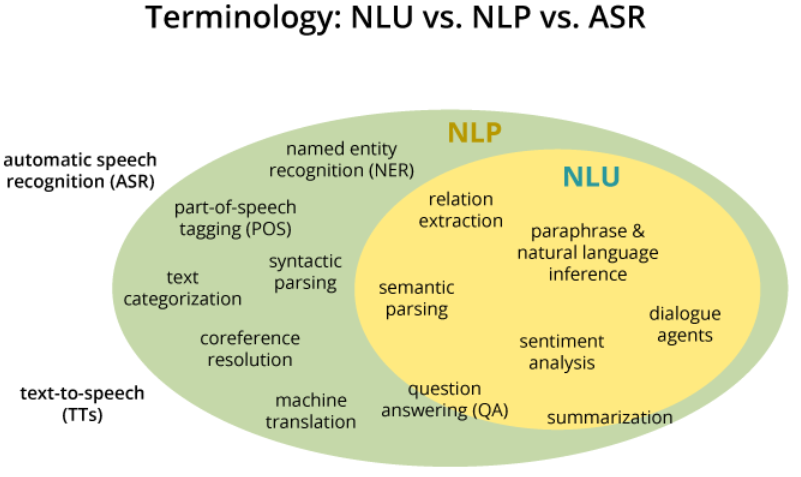 Terminology: NLU vs. NLP vs. ASR
NLP
named entity
recognition (NER)
automatic speech
recognition (ASR)
NLU
relation
extraction
part-of-speech
tagging (POS)
paraphrase &
natural language
inference
syntactic
parsing
text
categorization
semantic
parsing
dialogue
agents
coreference
resolution
sentiment
analysis
text-to-speech
(TTs)
machine
translation
question
answering (QA)
summarization